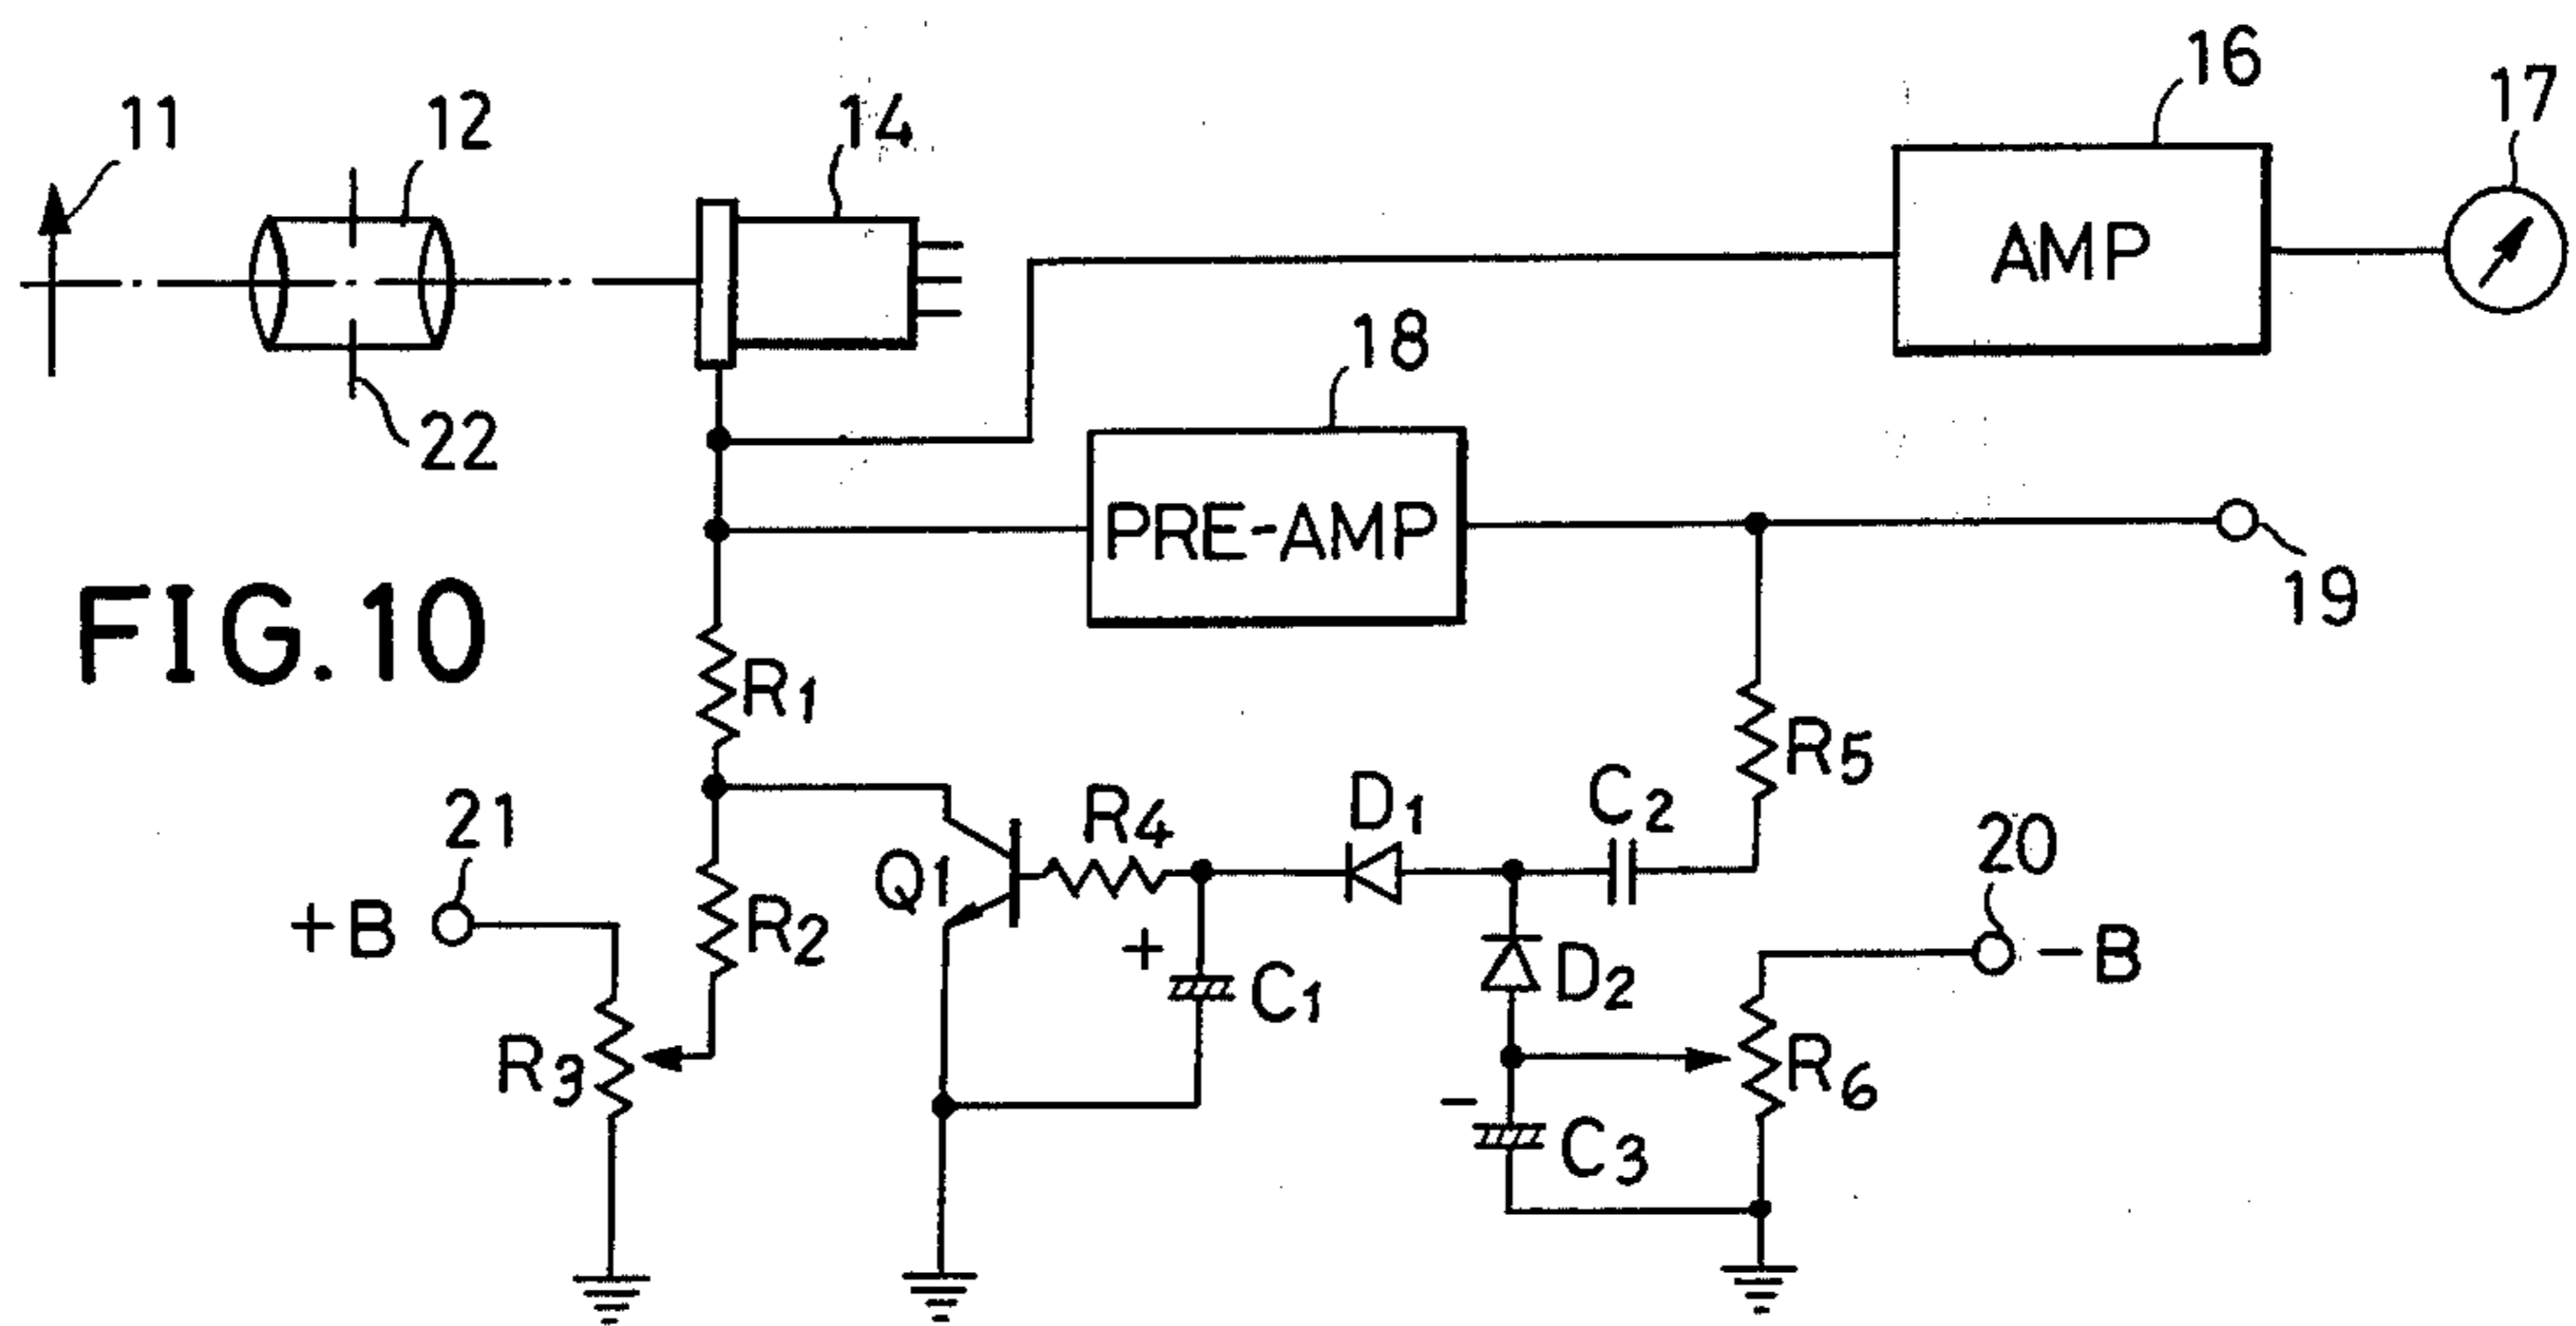 11
12
14
16
17
22
18
AMP
PRE-AMP
19
FIG. 10
R1
R5
21
Q1
R4
D1
C2
20
+B
R2
+
C1
D2
-B
R3
R6
-
C3